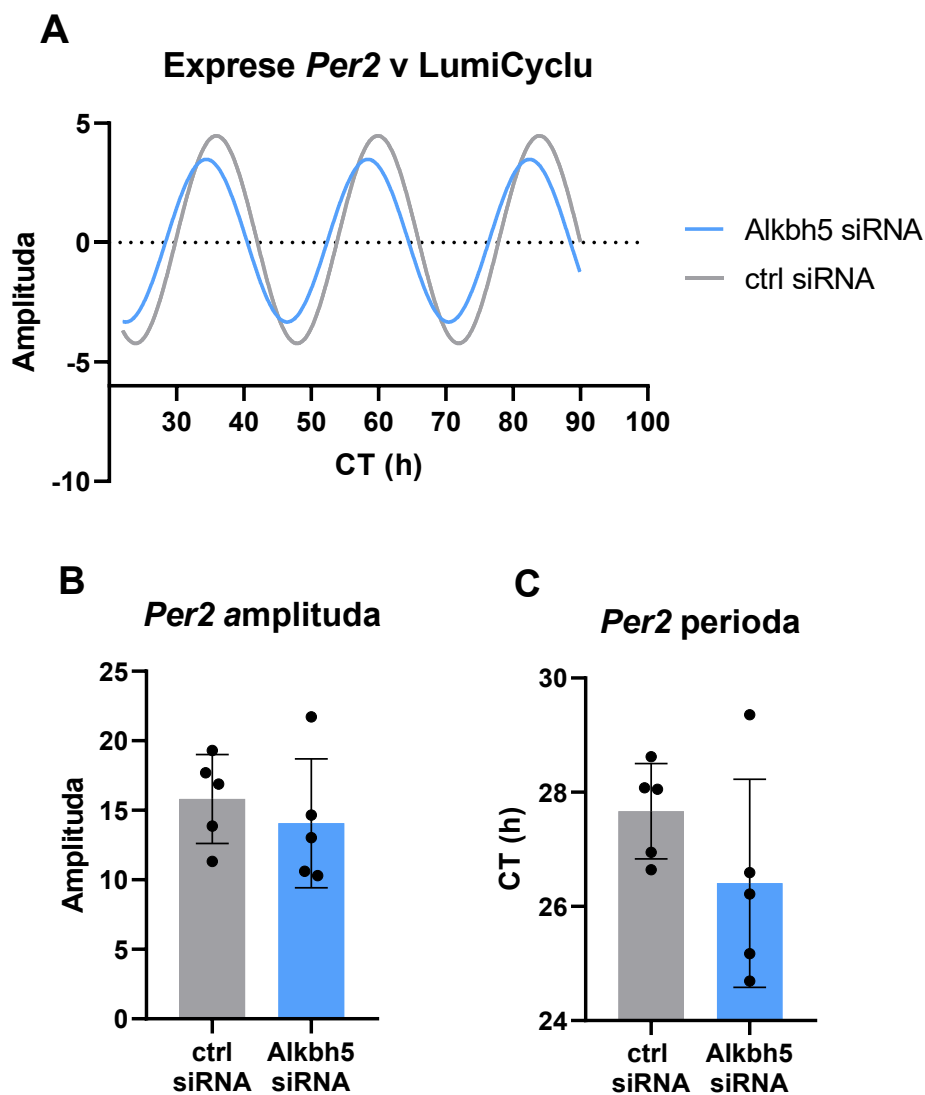 A
Exprese Per2 v LumiCyclu
5
0
-5
-10
Amplituda
30 40 50 60 70 80 90 100
CT (h)
Alkbh5 siRNA
ctrl siRNA
B
Per2 amplituda
25
20
15
10
5
0
Amplituda
ctrl siRNA
Alkbh5 siRNA
C
Per2 perioda
30
28
26
24
CT (h)
ctrl siRNA
Alkbh5 siRNA